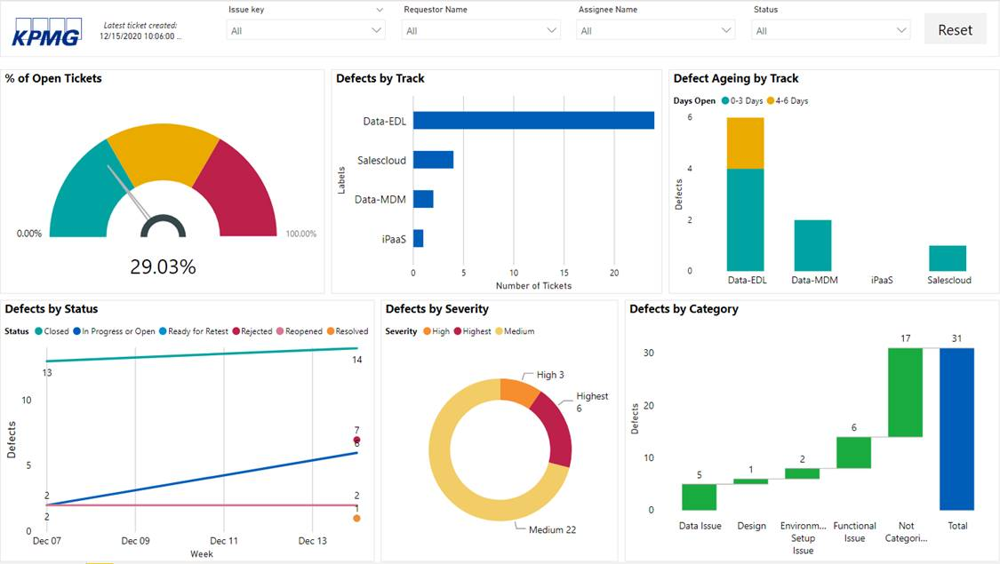 KPMG
Latest ticket created:
12/15/2020 10:06:00 ...
Issue key
All
Requestor Name
All
Assignee Name
All
Status
All
Reset
% of Open Tickets
0.00%
100.00%
29.03%
Defects by Track
Labels
Data-EDL
Salescloud
Data-MDM
iPaaS
0 5 10 15 20
Number of Tickets
Defect Ageing by Track
Days Open 0-3 Days 4-6 Days
Defects
6
4
2
0
Data-EDL Data-MDM iPaaS Salescloud
Defects by Status
Status Closed In Progress or Open Ready for Retest Rejected Reopened Resolved
Defects
13
14
10
7
6
5
2
2
2
1
0
Dec 07 Dec 09 Dec 11 Dec 13
Week
Defects by Severity
Severity High Highest Medium
High 3
Highest
6
Medium 22
Defects by Category
Defects
30
20
10
0
5
1
2
6
17
31
Data Issue
Design
Environm...
Setup
Issue
Functional
Issue
Not
Categori...
Total